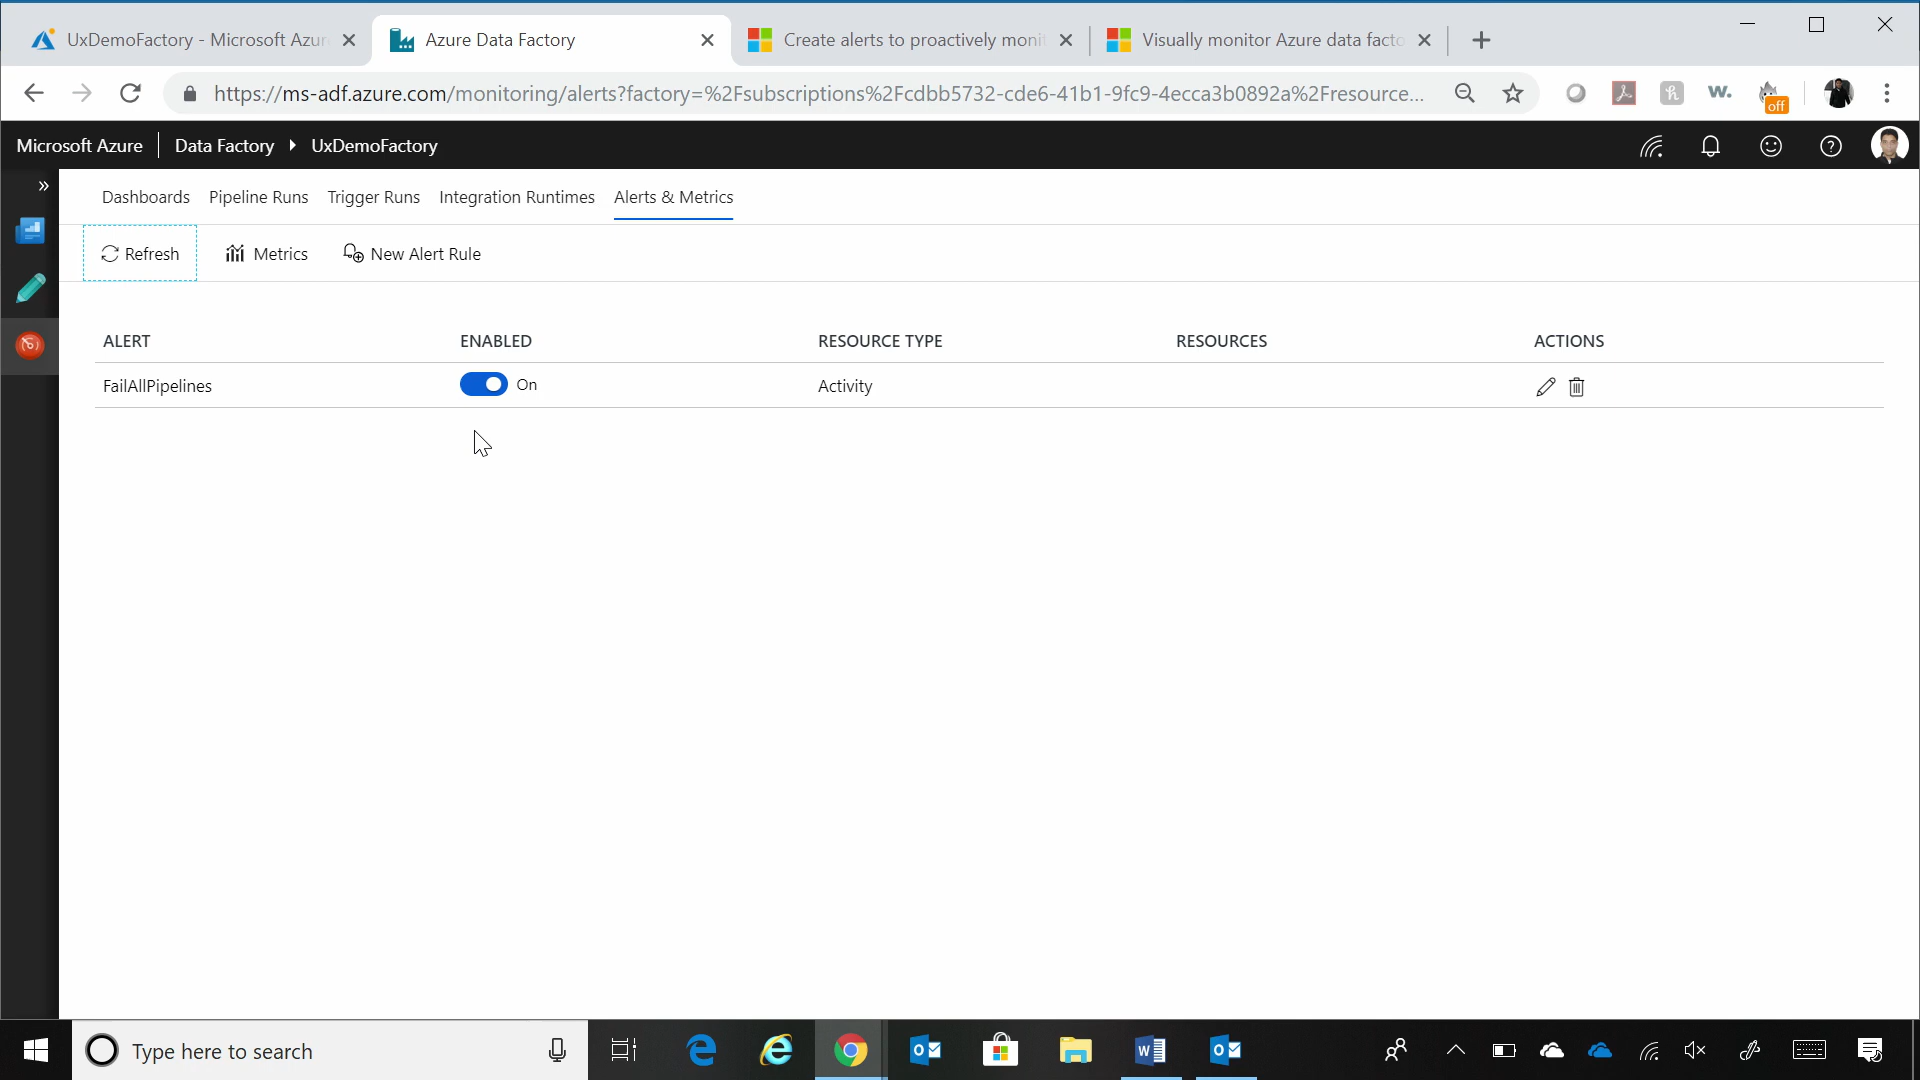 UxDemoFactory - Microsoft Azur
Azure Data Factory
Create alerts to proactively monit
Visually monitor Azure data facto
https://ms-adf.azure.com/monitoring/alerts?factory=%2Fsubscriptions%2Fcdbb5732-cde6-41b1-9fc9-4ecca3b0892a%2Fresource...
w.
off
Microsoft Azure
Data Factory
UxDemoFactory
Dashboards
Pipeline Runs
Trigger Runs
Integration Runtimes
Alerts & Metrics
Refresh
Metrics
New Alert Rule
ALERT
ENABLED
RESOURCE TYPE
RESOURCES
ACTIONS
FailAllPipelines
On
Activity
Type here to search